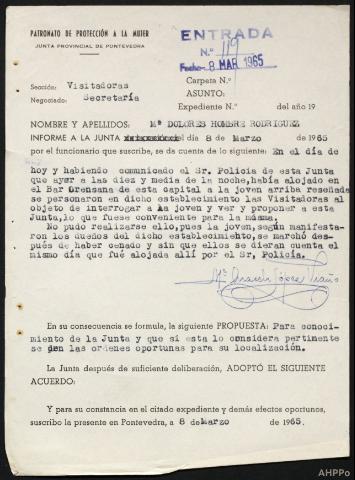 PATRONATO DE PROTECCIÓN A LA MUJER
JUNTA PROVINCIAL DE PONTEVEDRA
ENTRADA
N.º 119
Fecha 8 MAR 1965
Carpeta N.º
Sección: Visitadoras
ASUNTO:
Negociado: Secretaría
Expediente N.º del año 19
NOMBRE Y APELLIDOS: Mª DOLORES HOMBRE RODRIGUEZ
INFORME A LA JUNTA del día 8 de Marzo de 1965
por el funcionario que suscribe, se da cuenta de lo siguiente: En el día de
hoy y habiendo comunicado el Sr. Policía de esta Junta
que ayer a las diez y media de la noche, había alojado en
el Bar Orensana de esta capital a la joven arriba reseñada
se personaron en dicho establecimiento las Visitadoras al
objeto de interrogar a la joven y ver y proponer a esta
Junta, lo que fuese conveniente para la misma.
No pudo realizarse ello, pues la joven, según manifesta-
ron los dueños del dicho establecimiento, se marchó des-
pués de haber cenado y sin que ellos se dieran cuenta el
mismo día que fué alojada allí por el Sr. Policía.
Mª López
En su consecuencia se formula, la siguiente PROPUESTA: Para conoci-
miento de la Junta y que si esta lo considera pertinente
se den las ordenes oportunas para su localización.
La Junta después de suficiente deliberación, ADOPTÓ EL SIGUIENTE
ACUERDO:
Y para su constancia en el citado expediente y demás efectos oportunos,
suscribo la presente en Pontevedra, a 8 de Marzo de 1965.
AHPPo